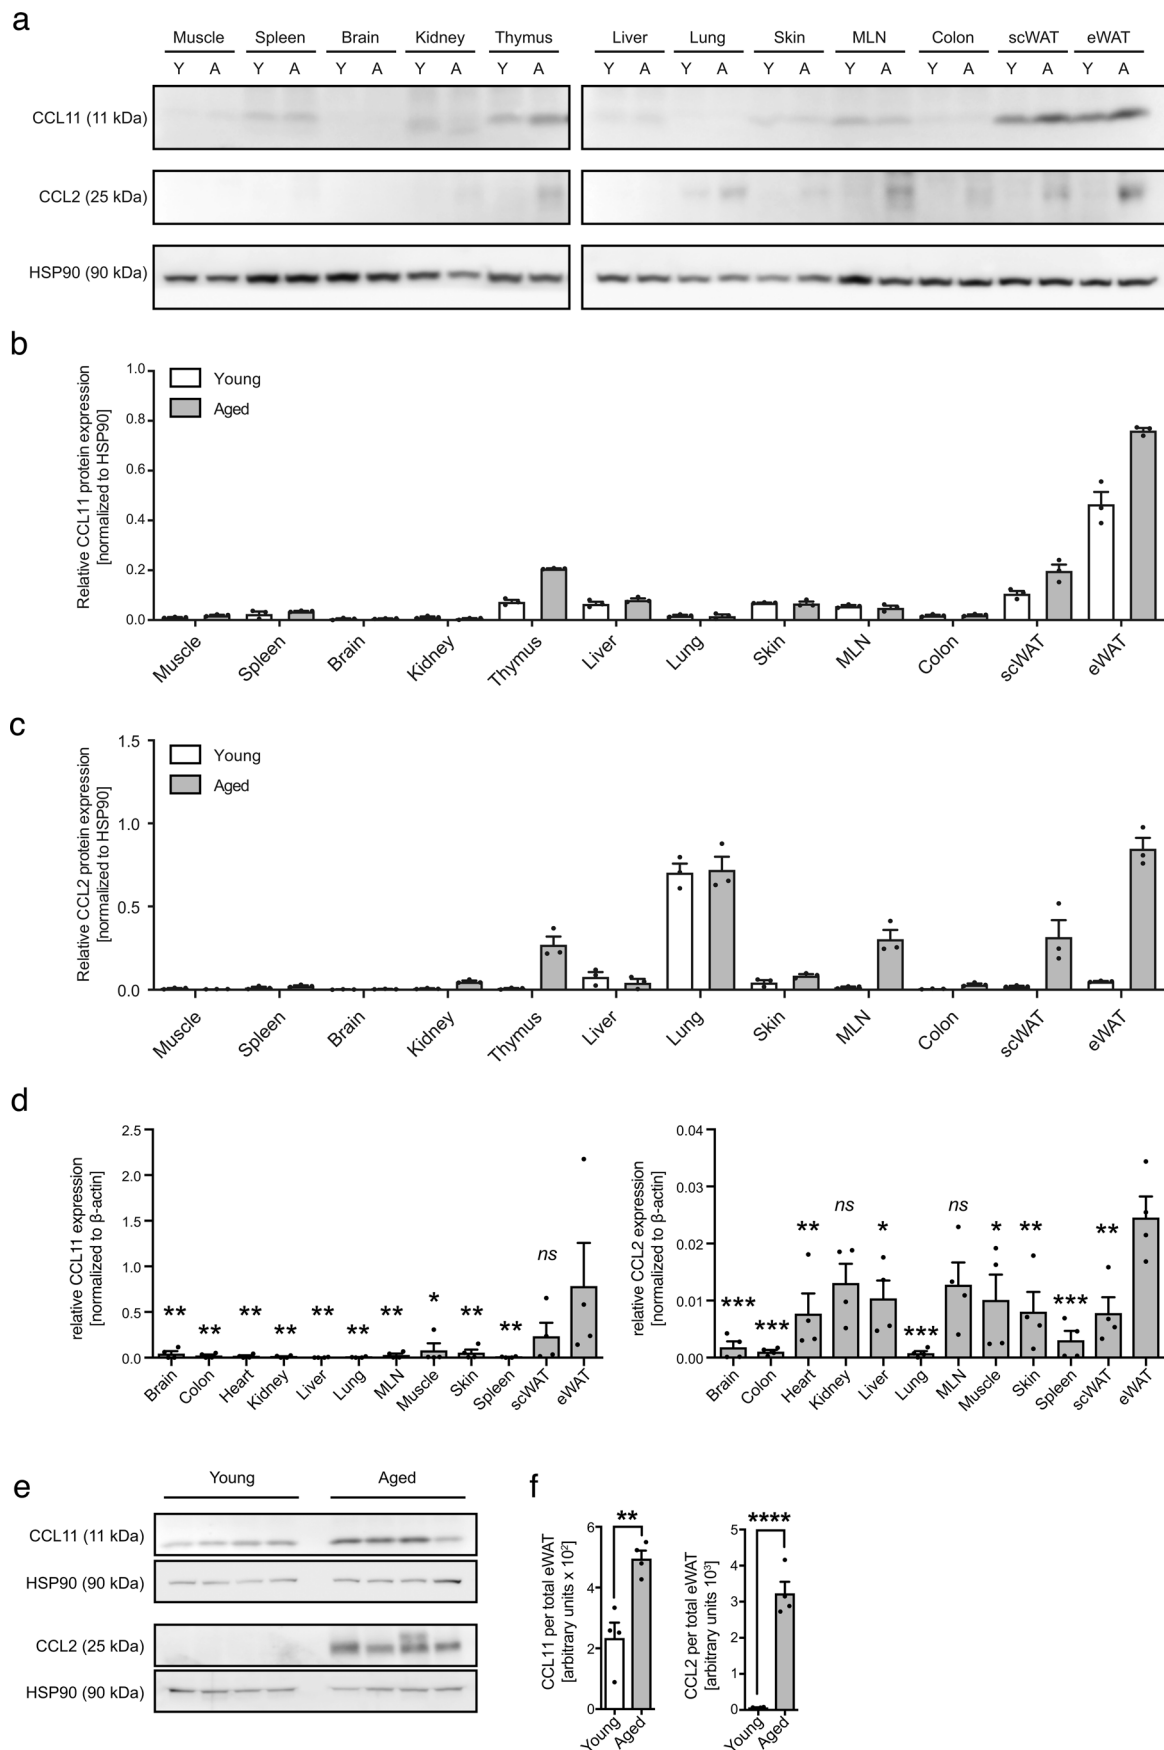 a
Muscle Spleen Brain Kidney Thymus Liver Lung Skin MLN Colon scWAT eWAT
Y A Y A Y A Y A Y A Y A Y A Y A Y A Y A Y A Y A
CCL11 (11 kDa)
CCL2 (25 kDa)
HSP90 (90 kDa)
b
Relative CCL11 protein expression
[normalized to HSP90]
1.0
0.8
0.6
0.4
0.2
0.0
Young
Aged
Muscle Spleen Brain Kidney Thymus Liver Lung Skin MLN Colon scWAT eWAT
c
Relative CCL2 protein expression
[normalized to HSP90]
1.5
1.0
0.5
0.0
Young
Aged
Muscle Spleen Brain Kidney Thymus Liver Lung Skin MLN Colon scWAT eWAT
d
relative CCL11 expression
[normalized to β-actin]
2.5
2.0
1.5
1.0
0.5
0.0
** ** ** ** ** ** ** * ** ** ns
Brain Colon Heart Kidney Liver Lung MLN Muscle Skin Spleen scWAT eWAT
relative CCL2 expression
[normalized to β-actin]
0.04
0.03
0.02
0.01
0.00
*** *** ** ns * *** ns * ** *** **
Brain Colon Heart Kidney Liver Lung MLN Muscle Skin Spleen scWAT eWAT
e
Young Aged
CCL11 (11 kDa)
HSP90 (90 kDa)
CCL2 (25 kDa)
HSP90 (90 kDa)
f
CCL11 per total eWAT
[arbitrary units x 10²]
6
4
2
0
**
Young Aged
CCL2 per total eWAT
[arbitrary units 10³]
5
4
3
2
1
0
****
Young Aged